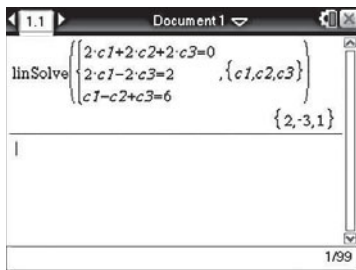 1.1 Document1
2·c1+2·c2+2·c3=0
linSolve({2·c1-2·c3=2 ,{c1,c2,c3})
c1-c2+c3=6
{2,-3,1}
1/99